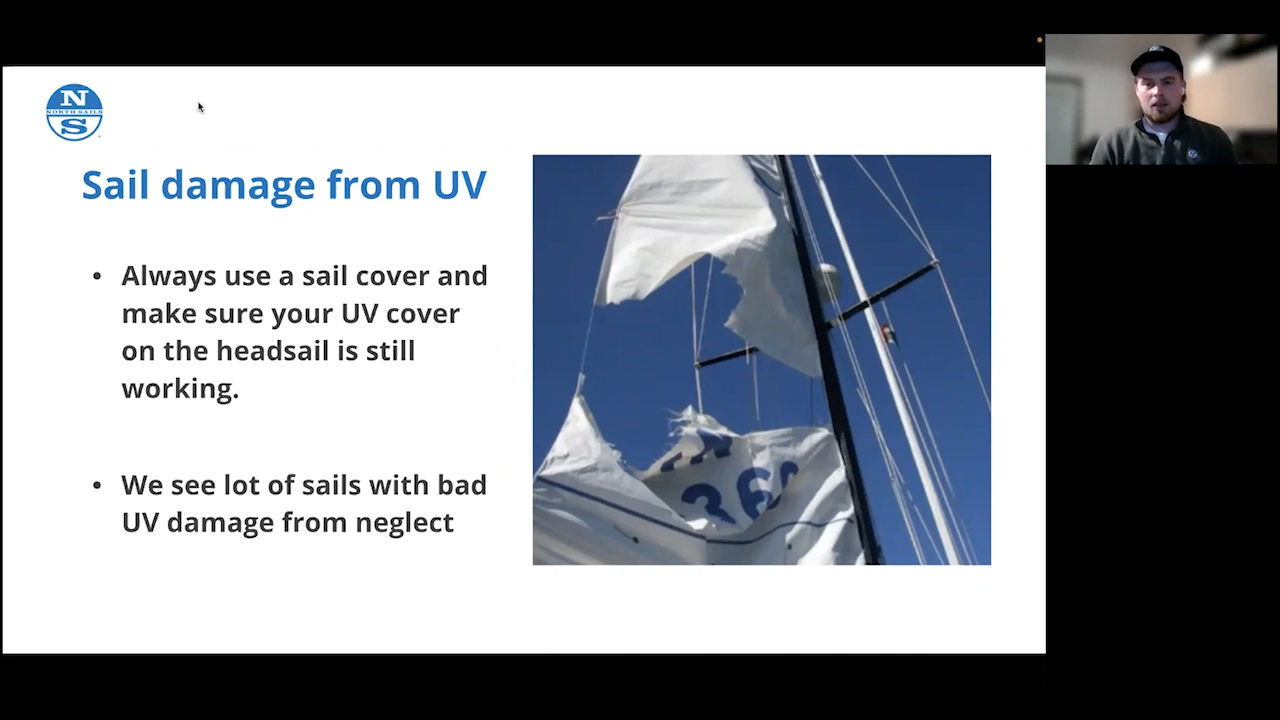 N
NORTH SAILS
S
Sail damage from UV
• Always use a sail cover and
make sure your UV cover
on the headsail is still
working.
• We see lot of sails with bad
UV damage from neglect
36